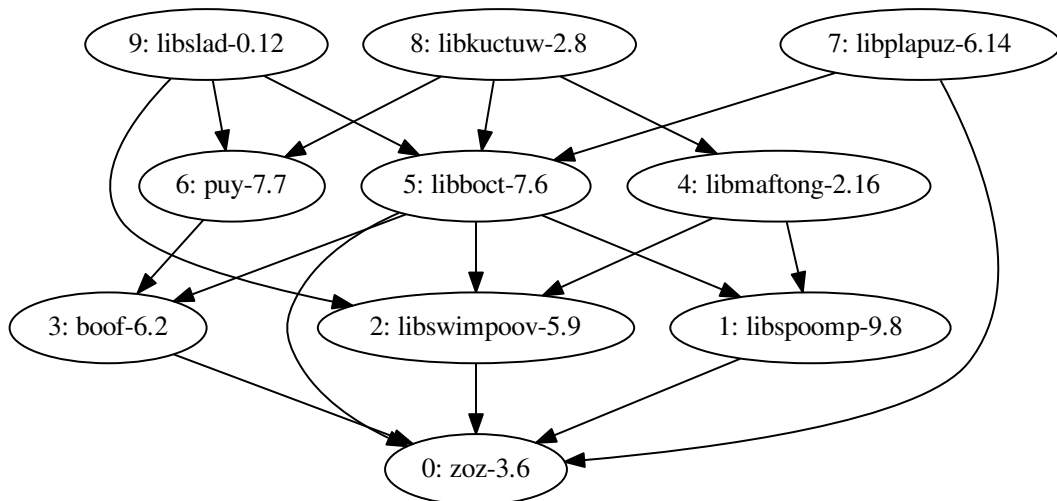 9: libslad-0.12
8: libkuctuw-2.8
7: libplapuz-6.14
6: puy-7.7
5: libboct-7.6
4: libmaftong-2.16
3: boof-6.2
2: libswimpoov-5.9
1: libspoomp-9.8
0: zoz-3.6